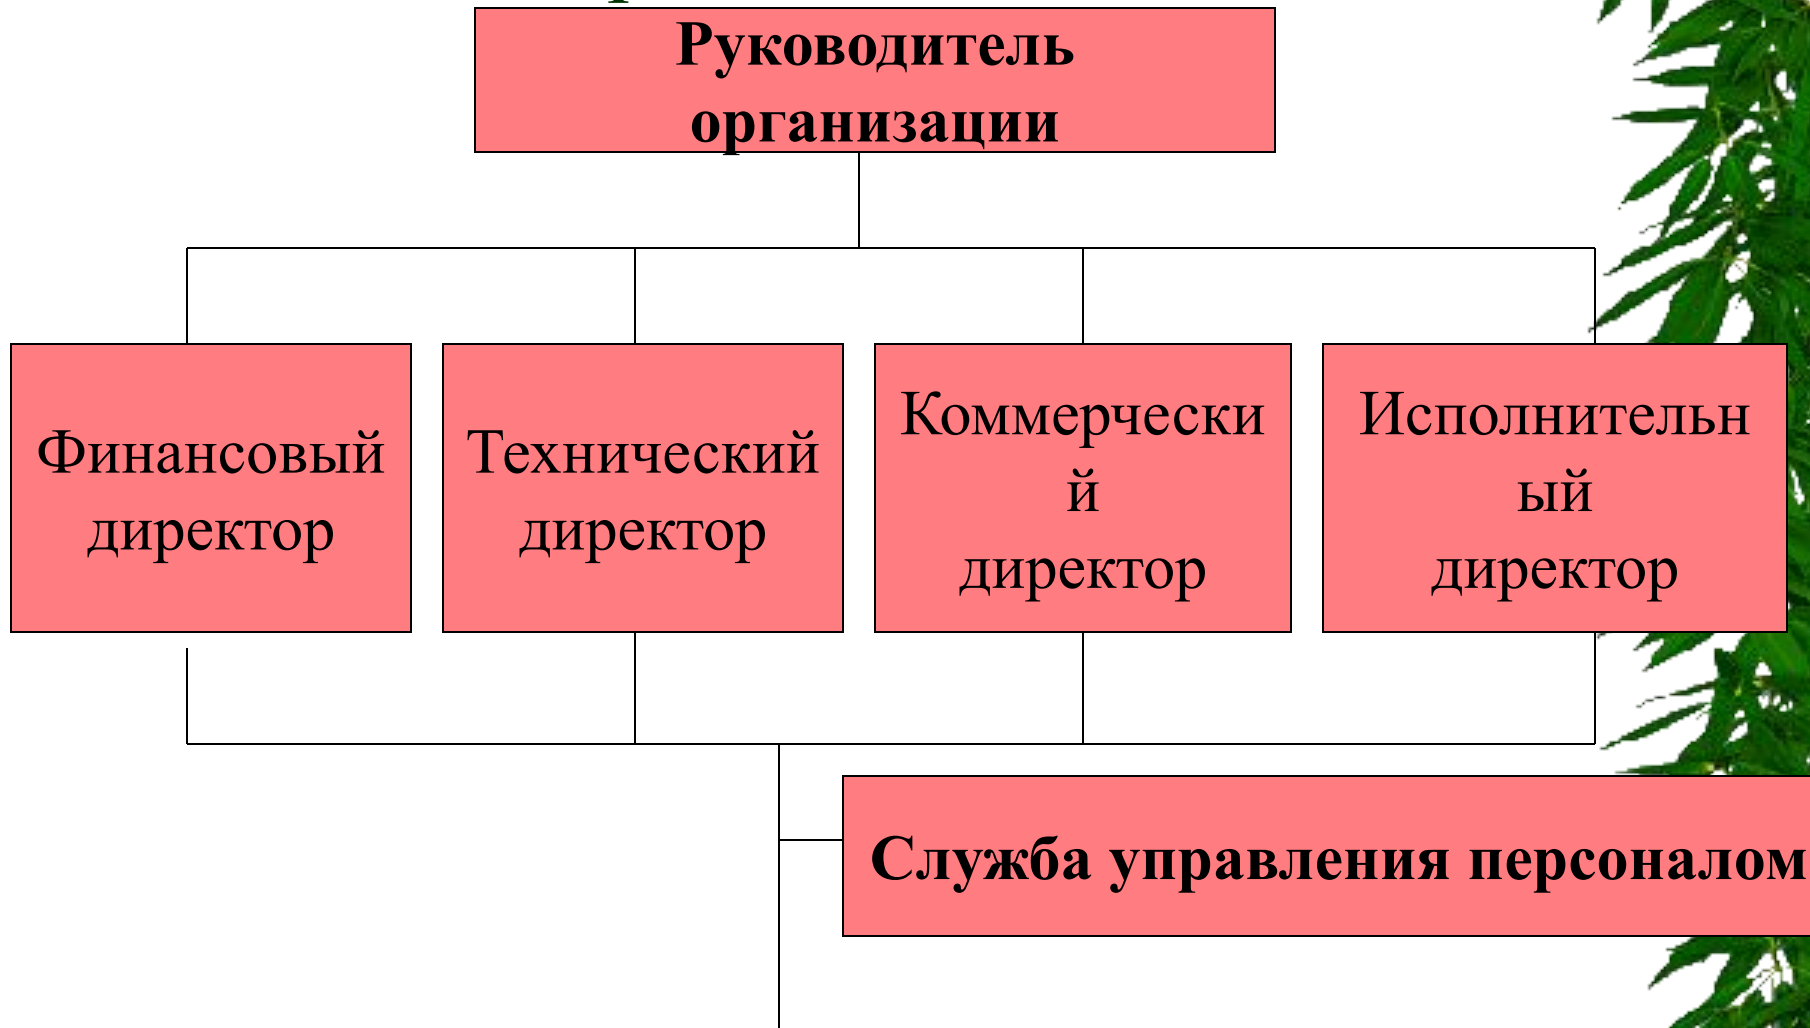 Руководитель
организации
Финансовый
директор
Технический
директор
Коммерчески
й
директор
Исполнительн
ый
директор
Служба управления персоналом